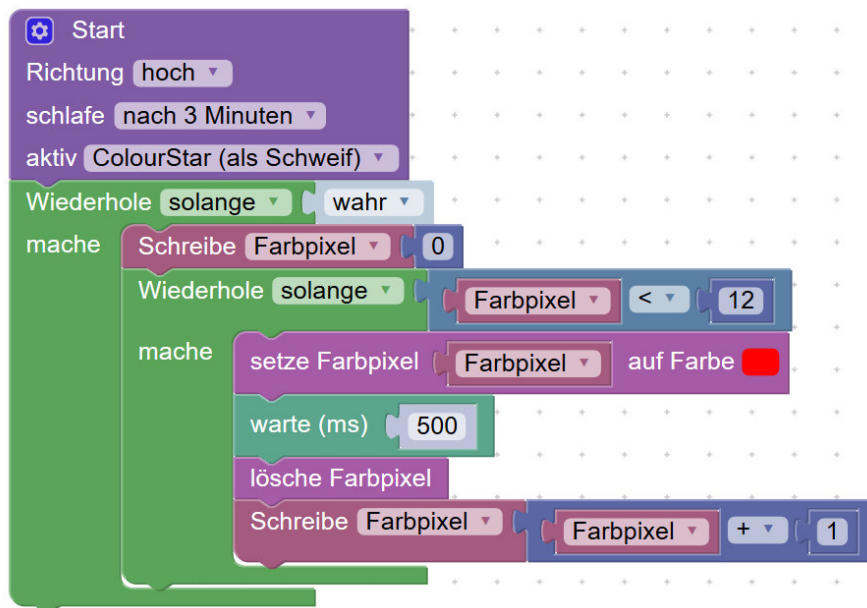 Start
Richtung hoch
schlafe nach 3 Minuten
aktiv ColourStar (als Schweif)
Wiederhole solange wahr
mache Schreibe Farbpixel 0
Wiederhole solange Farbpixel < 12
mache setze Farbpixel Farbpixel auf Farbe
warte (ms) 500
lösche Farbpixel
Schreibe Farbpixel Farbpixel + 1